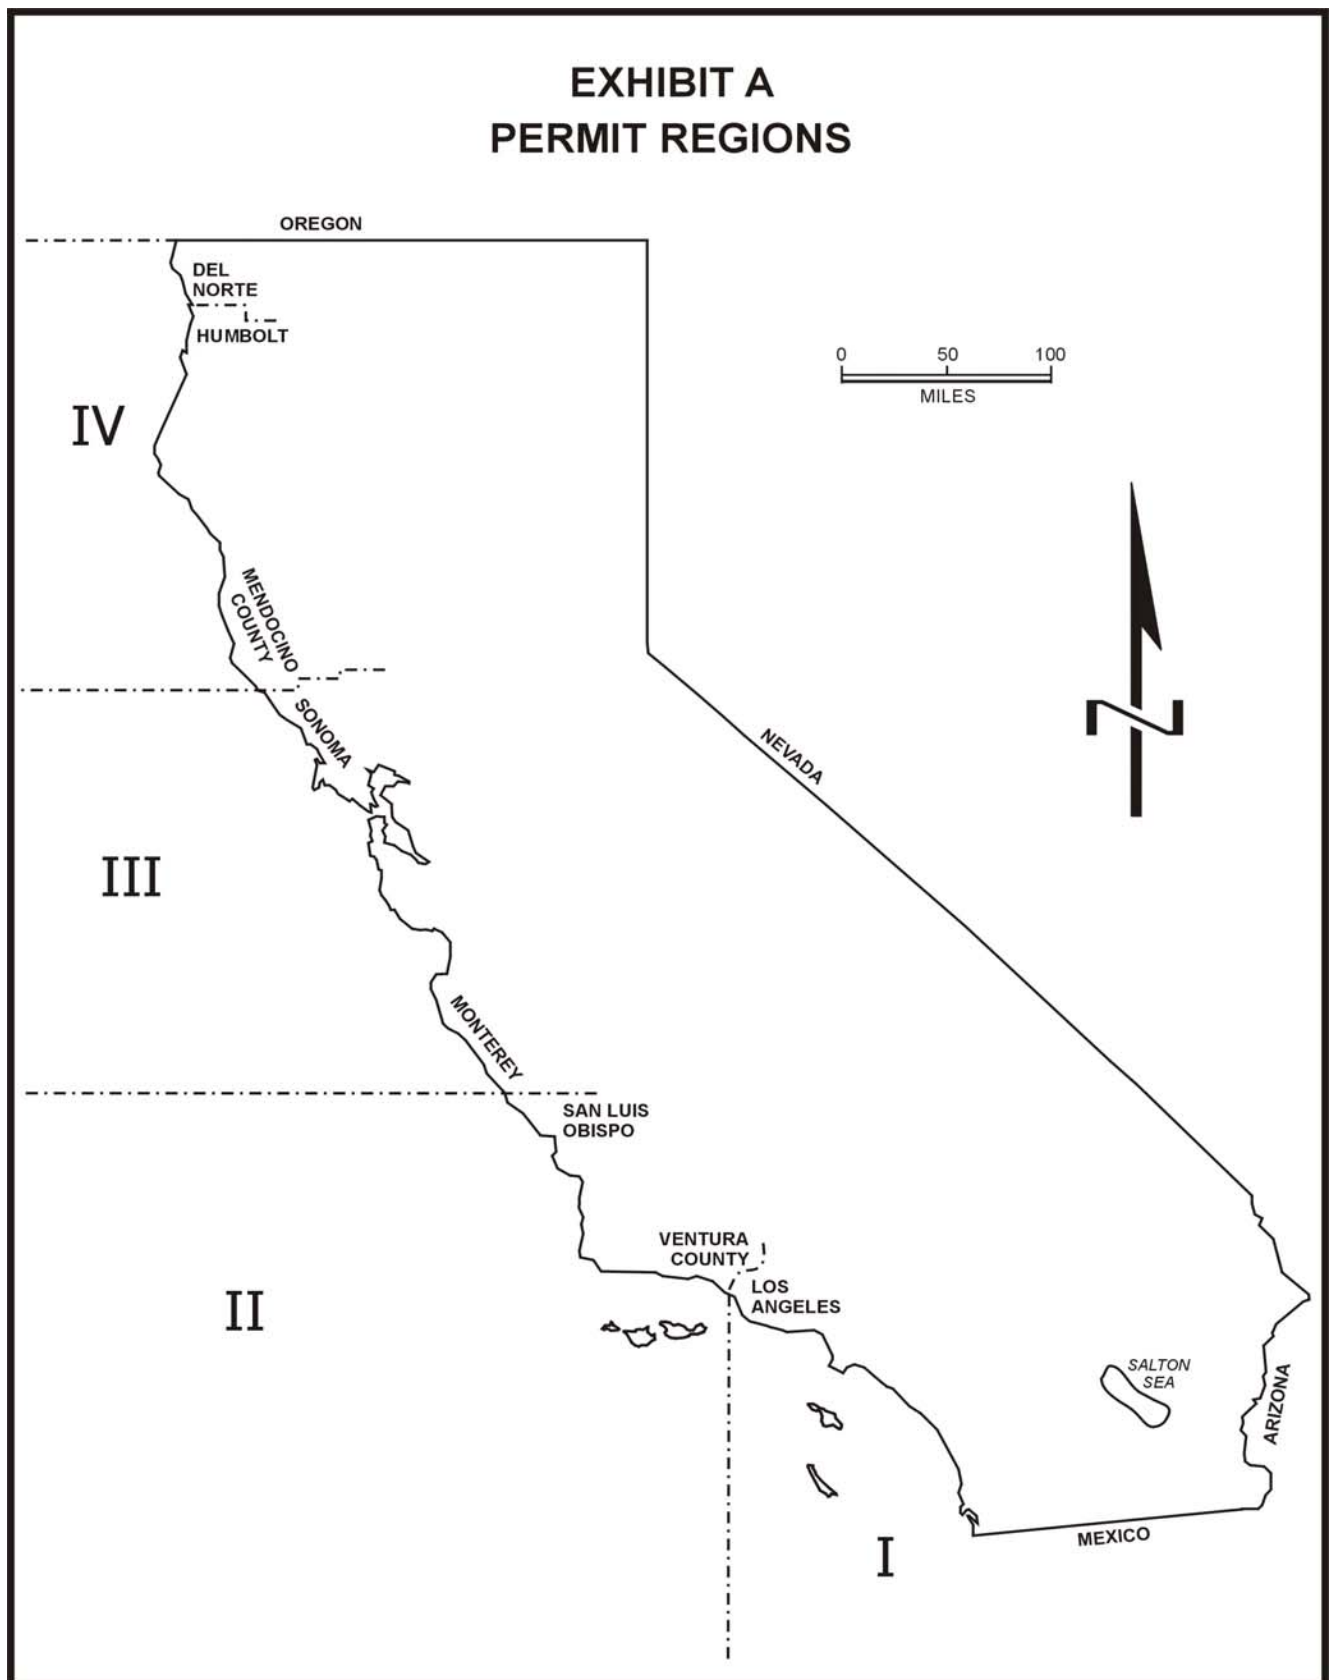 EXHIBIT A
PERMIT REGIONS
OREGON
DEL
NORTE
HUMBOLT
0 50 100
MILES
IV
MENDOCINO
COUNTY
SONOMA
NEVADA
N
III
MONTEREY
SAN LUIS
OBISPO
VENTURA
COUNTY
LOS
ANGELES
II
SALTON
SEA
ARIZONA
MEXICO
I